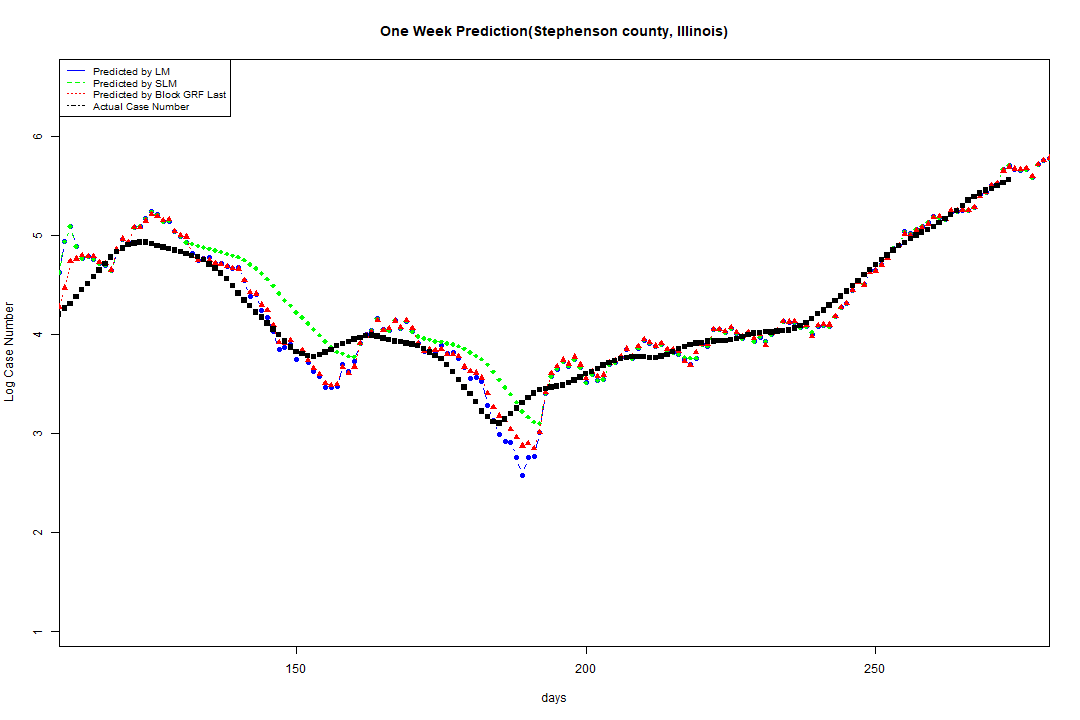 One Week Prediction(Stephenson county, Illinois)
Predicted by LM
Predicted by SLM
Predicted by Block GRF Last
Actual Case Number
6
5
4
3
2
1
Log Case Number
150
200
250
days